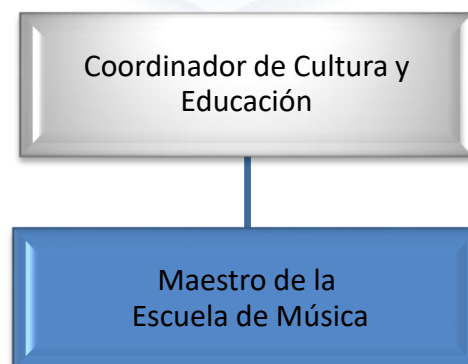 Coordinador de Cultura y
Educación
Maestro de la
Escuela de Música